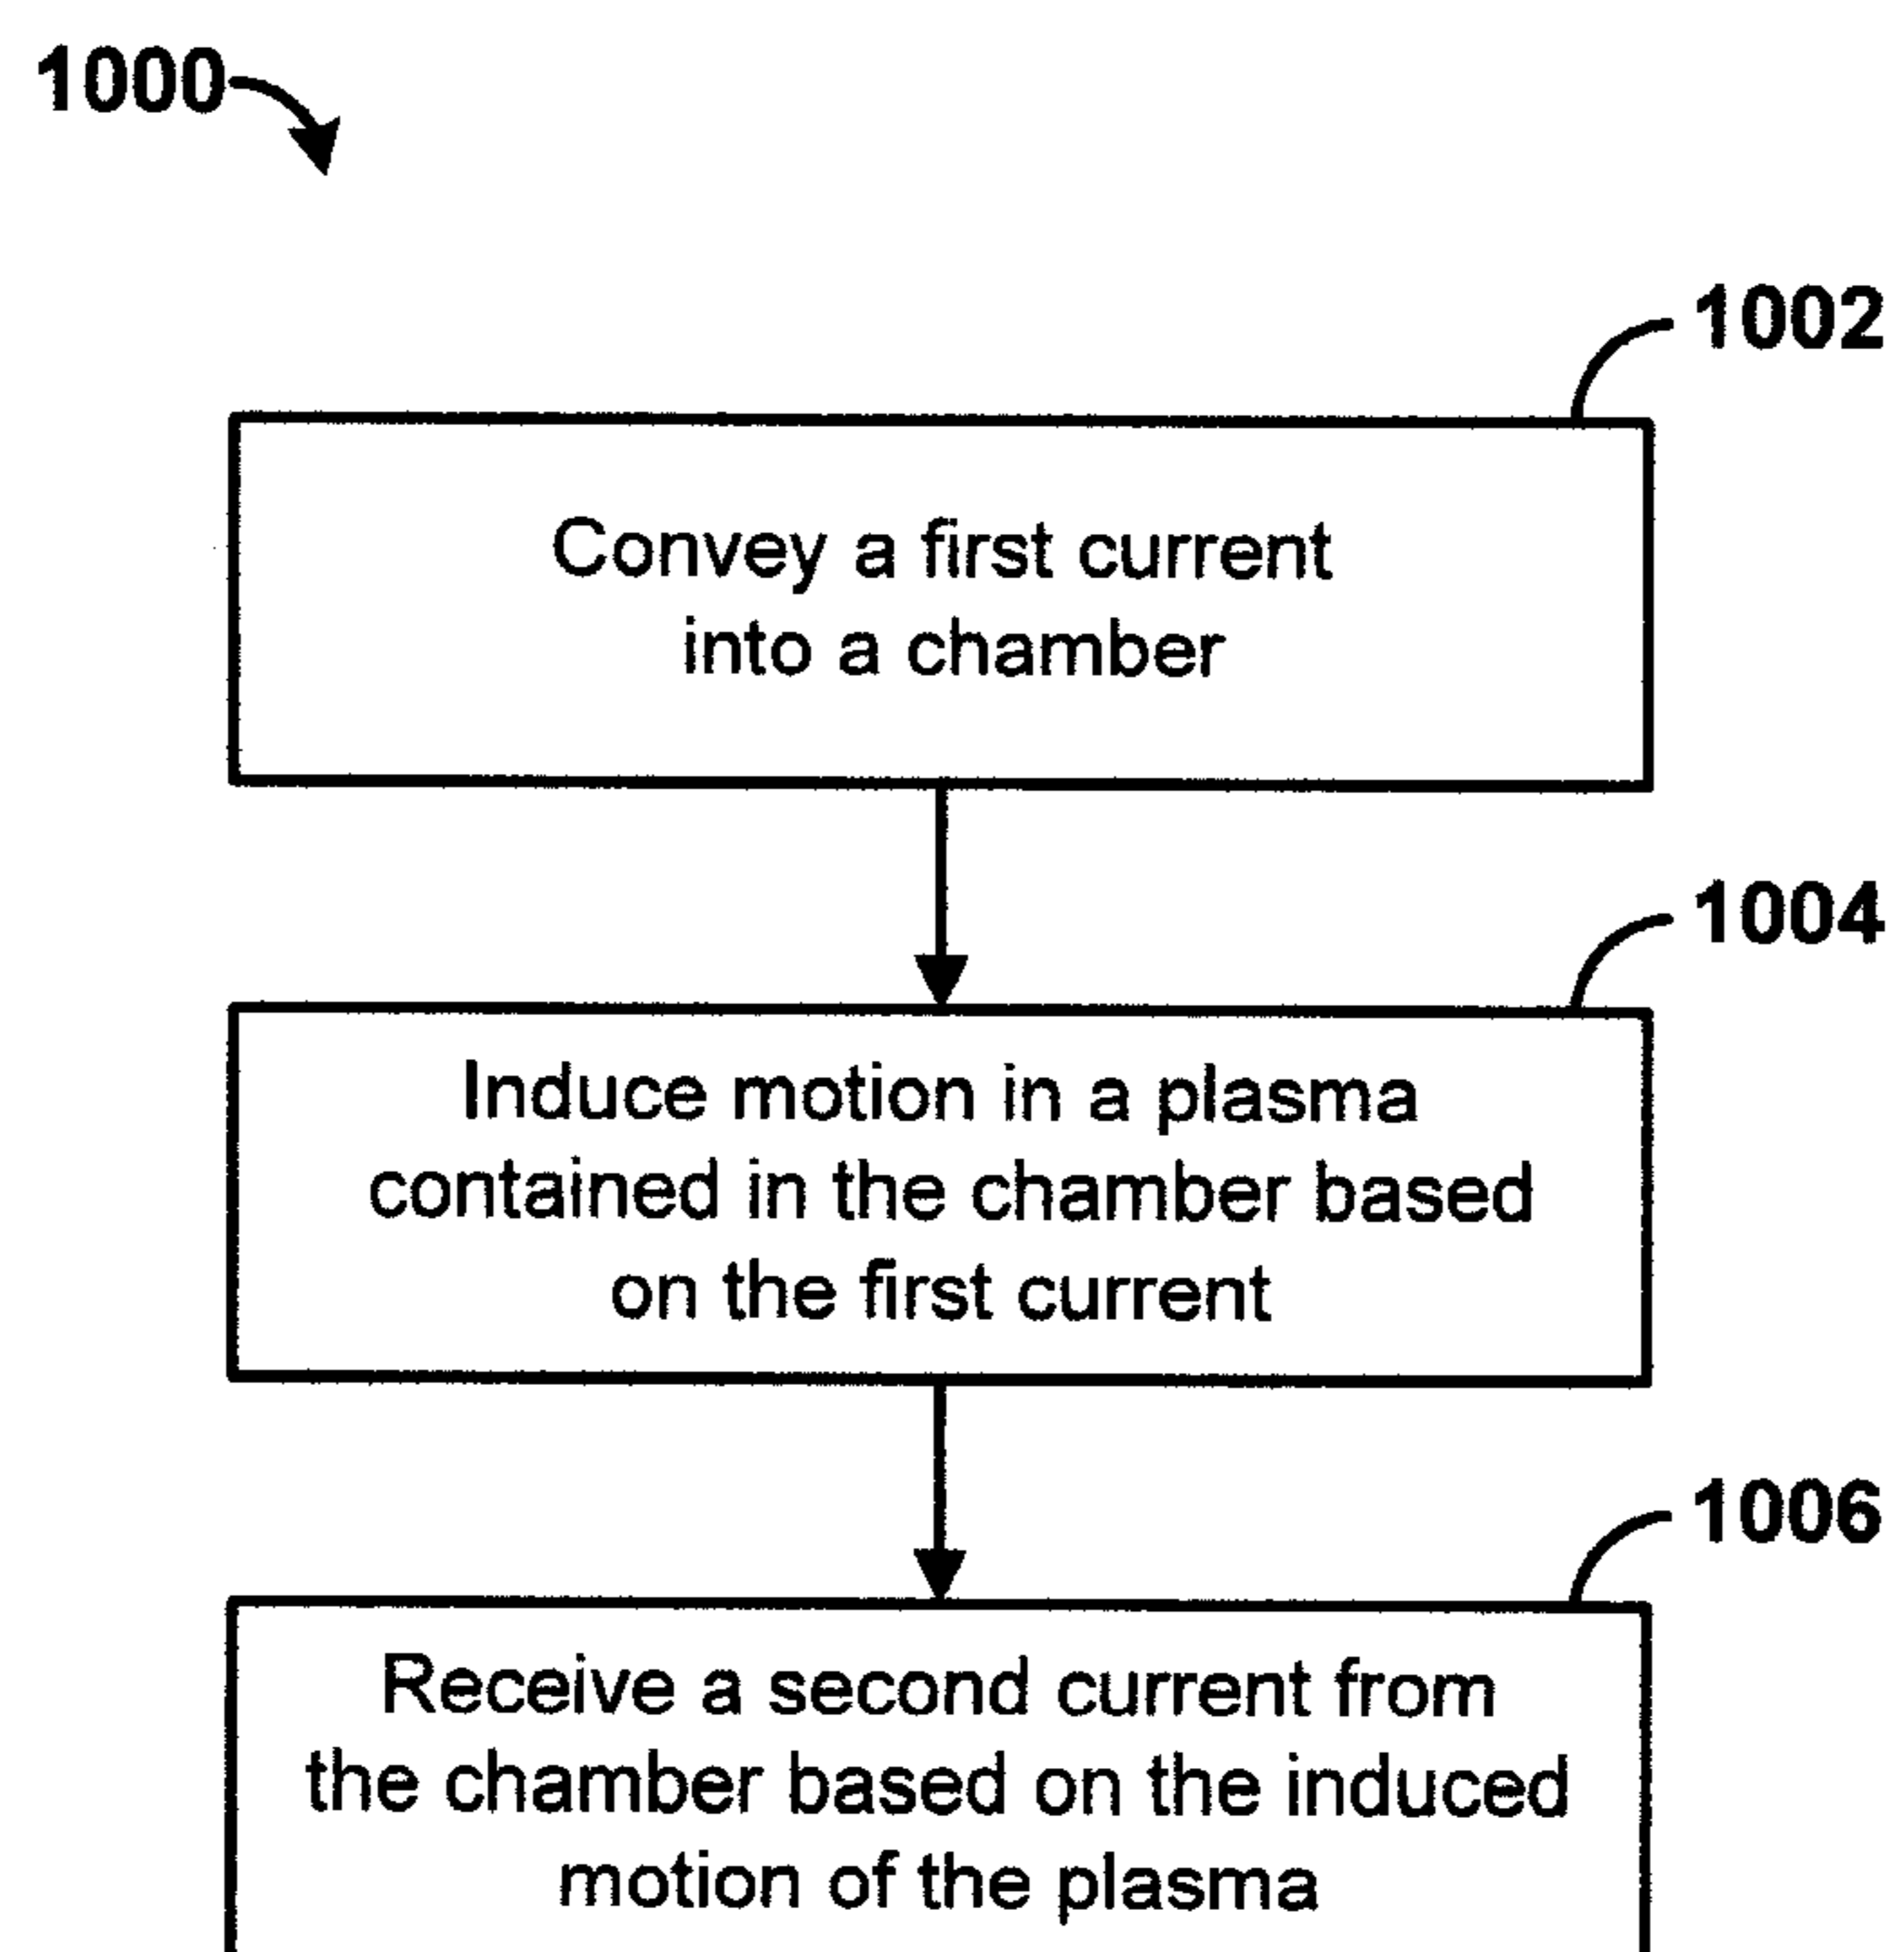 1000
1002
Convey a first current
into a chamber
1004
Induce motion in a plasma
contained in the chamber based
on the first current
1006
Receive a second current from
the chamber based on the induced
motion of the plasma